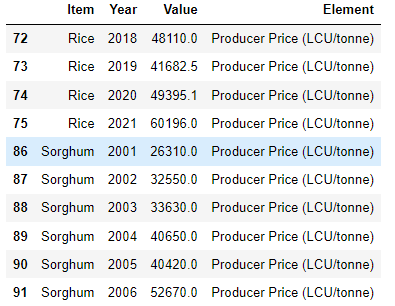 Item Year Value Element
72 Rice 2018 48110.0 Producer Price (LCU/tonne)
73 Rice 2019 41682.5 Producer Price (LCU/tonne)
74 Rice 2020 49395.1 Producer Price (LCU/tonne)
75 Rice 2021 60196.0 Producer Price (LCU/tonne)
86 Sorghum 2001 26310.0 Producer Price (LCU/tonne)
87 Sorghum 2002 32550.0 Producer Price (LCU/tonne)
88 Sorghum 2003 33630.0 Producer Price (LCU/tonne)
89 Sorghum 2004 40650.0 Producer Price (LCU/tonne)
90 Sorghum 2005 40420.0 Producer Price (LCU/tonne)
91 Sorghum 2006 52670.0 Producer Price (LCU/tonne)